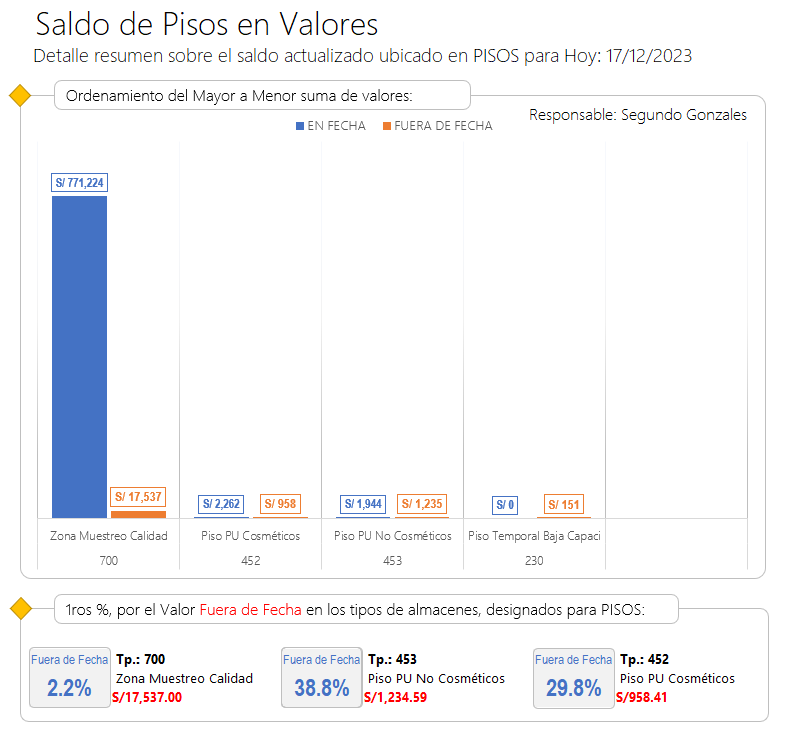 Saldo de Pisos en Valores
Detalle resumen sobre el saldo actualizado ubicado en PISOS para Hoy: 17/12/2023
Ordenamiento del Mayor a Menor suma de valores:
Responsable: Segundo Gonzales
EN FECHA FUERA DE FECHA
S/ 771,224
S/ 17,537
S/ 2,262
S/ 958
S/ 1,944
S/ 1,235
S/ 0
S/ 151
Zona Muestreo Calidad
Piso PU Cosméticos
Piso PU No Cosméticos
Piso Temporal Baja Capaci
700
452
453
230
1ros %, por el Valor Fuera de Fecha en los tipos de almacenes, designados para PISOS:
Fuera de Fecha
2.2%
Tp.: 700
Zona Muestreo Calidad
S/17,537.00
Fuera de Fecha
38.8%
Tp.: 453
Piso PU No Cosméticos
S/1,234.59
Fuera de Fecha
29.8%
Tp.: 452
Piso PU Cosméticos
S/958.41